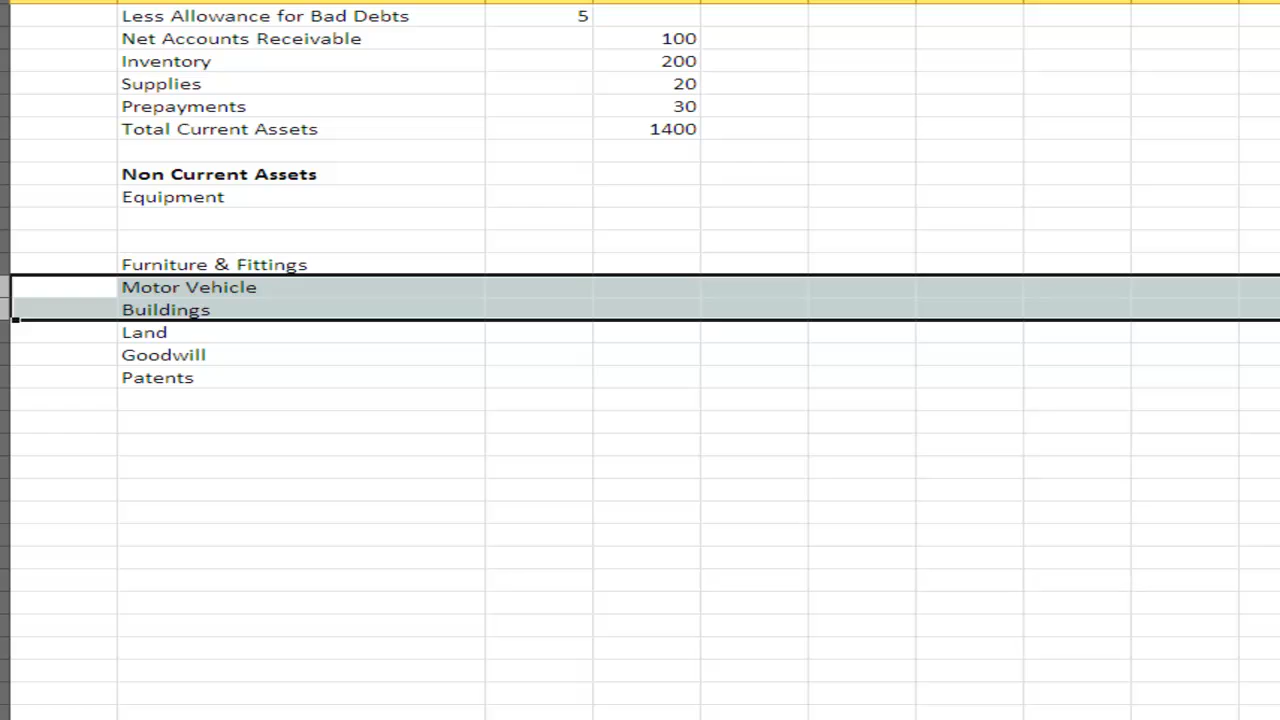 Less Allowance for Bad Debts 5
Net Accounts Receivable 100
Inventory 200
Supplies 20
Prepayments 30
Total Current Assets 1400
Non Current Assets
Equipment
Furniture & Fittings
Motor Vehicle
Buildings
Land
Goodwill
Patents